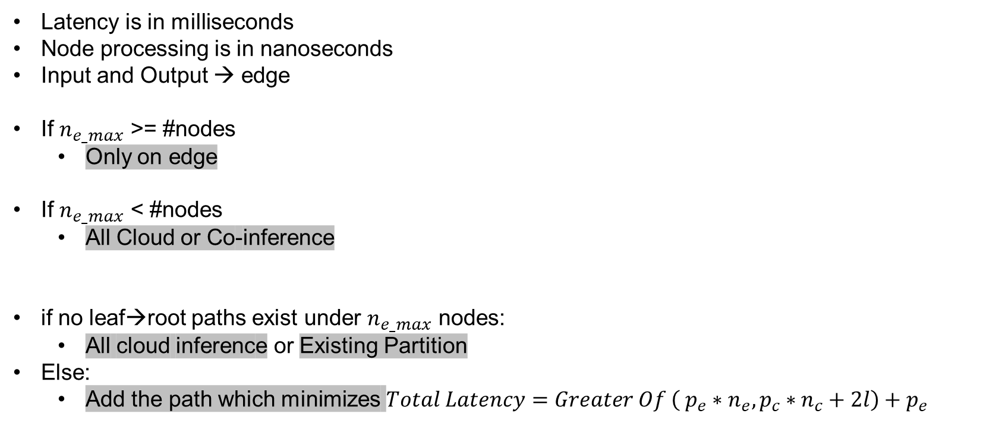 • Latency is in milliseconds
• Node processing is in nanoseconds
• Input and Output → edge
• If n_{e_max} >= #nodes
• Only on edge
• If n_{e_max} < #nodes
• All Cloud or Co-inference
• if no leaf→root paths exist under n_{e_max} nodes:
• All cloud inference or Existing Partition
• Else:
• Add the path which minimizes Total Latency = Greater Of ( p_e * n_e, p_c * n_c + 2l) + p_e